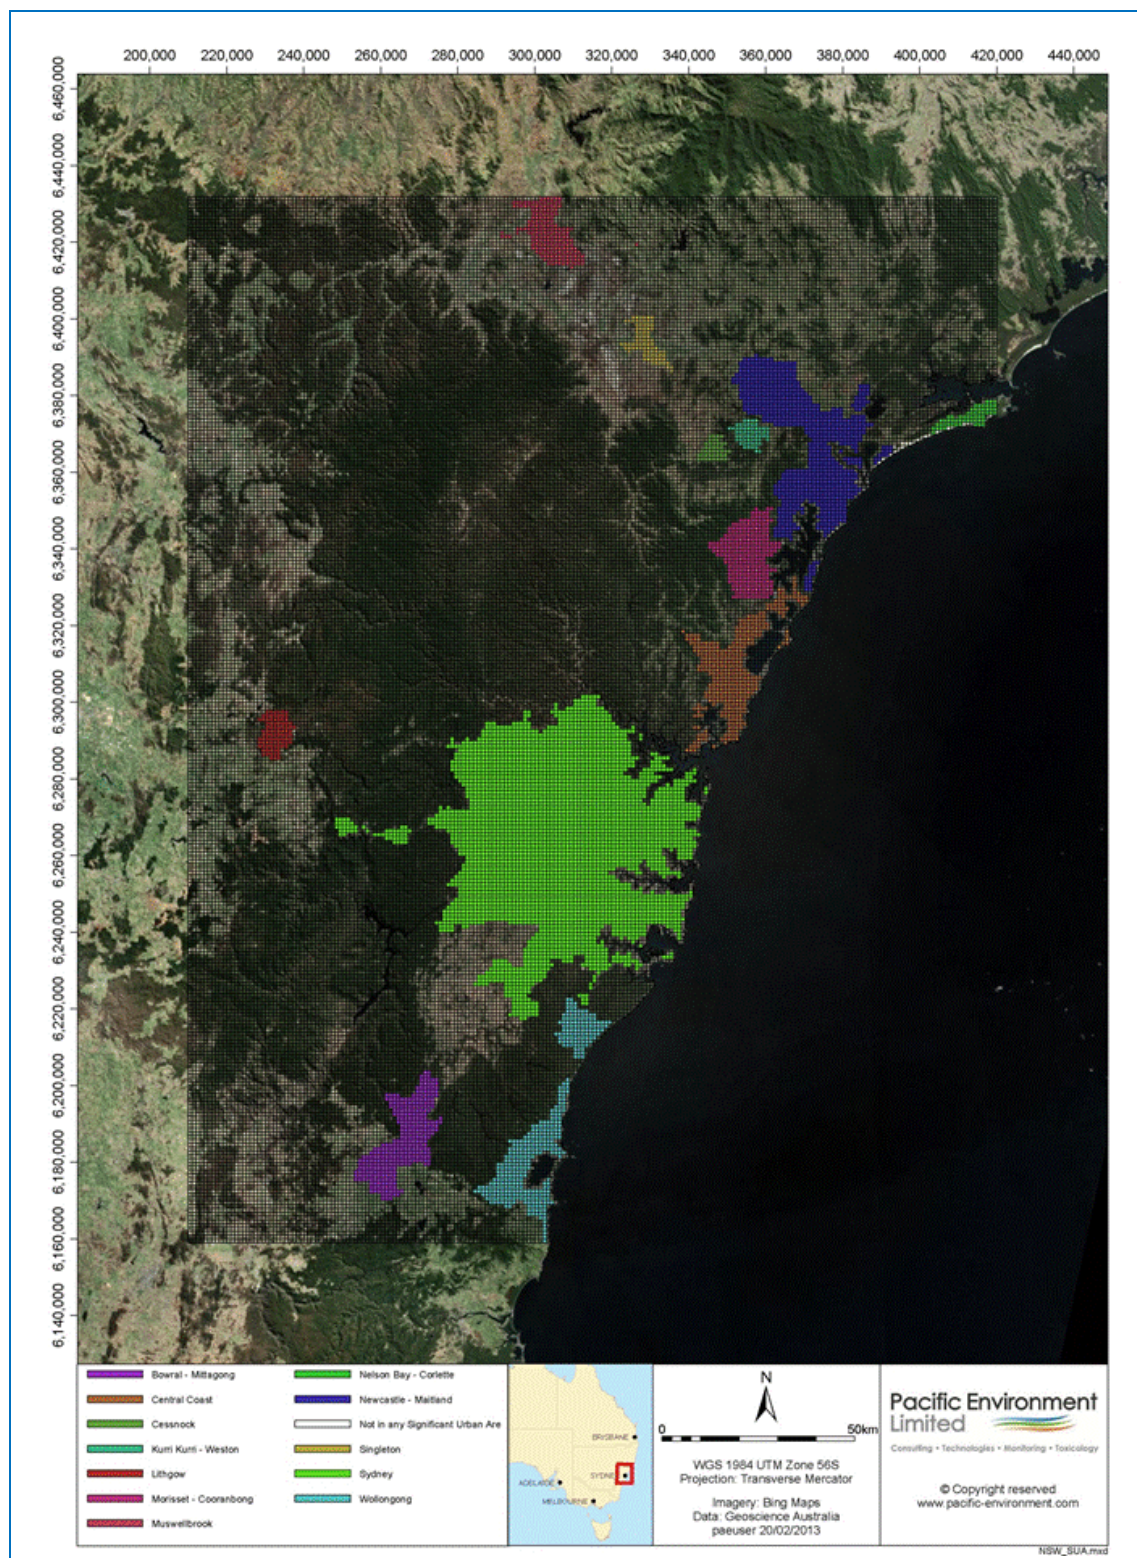 200,000 220,000 240,000 260,000 280,000 300,000 320,000 340,000 360,000 380,000 400,000 420,000 440,000
6,460,000
6,440,000
6,420,000
6,400,000
6,380,000
6,360,000
6,340,000
6,320,000
6,300,000
6,280,000
6,260,000
6,240,000
6,220,000
6,200,000
6,180,000
6,160,000
6,140,000
Bowral - Mittagong
Central Coast
Cessnock
Kurri Kurri - Weston
Lithgow
Morisset - Cooranbong
Muswellbrook
Nelson Bay - Corlette
Newcastle - Maitland
Not in any Significant Urban Are
Singleton
Sydney
Wollongong
BRISBANE
SYDNEY
ADELAIDE
MELBOURNE
N
0 50km
WGS 1984 UTM Zone 56S
Projection: Transverse Mercator
Imagery: Bing Maps
Data: Geoscience Australia
paeuser 20/02/2013
Pacific Environment
Limited
Consulting • Technologies • Monitoring • Toxicology
© Copyright reserved
www.pacific-environment.com
NSW_SUA.mxd